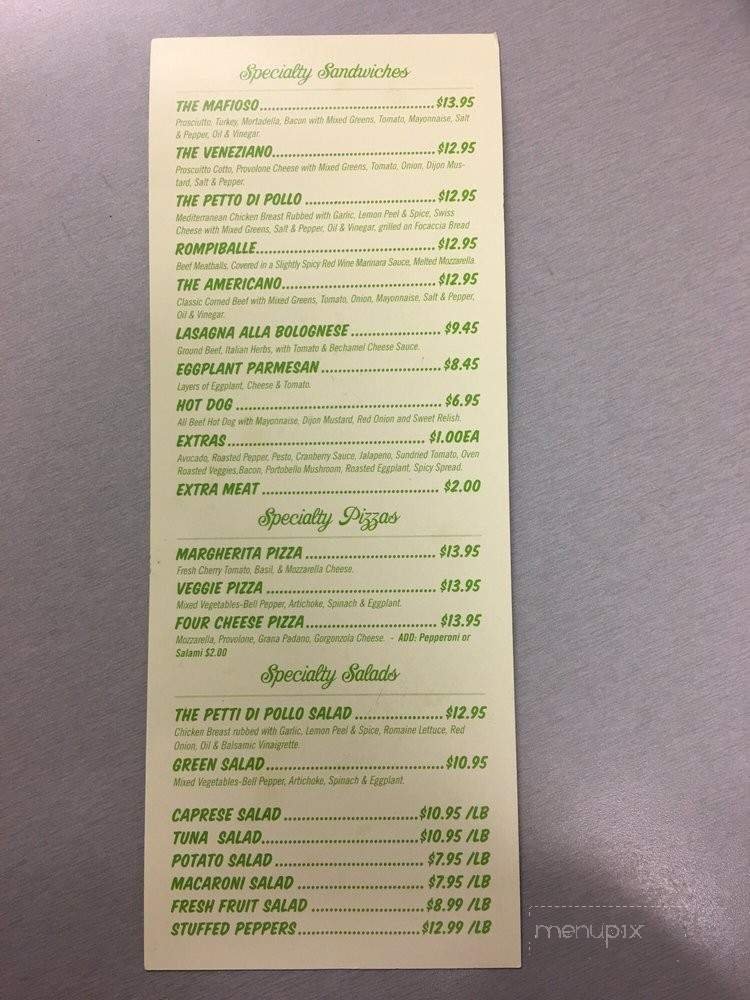 Specialty Sandwiches
THE MAFIOSO........................................$13.95
Prosciutto, Turkey, Mortadella, Bacon with Mixed Greens, Tomato, Mayonnaise, Salt
& Pepper, Oil & Vinegar.
THE VENEZIANO.....................................$12.95
Proscuitto Cotto, Provolone Cheese with Mixed Greens, Tomato, Onion, Dijon Mus-
tard, Salt & Pepper.
THE PETTO DI POLLO ..............................$12.95
Mediterranean Chicken Breast Rubbed with Garlic, Lemon Peel & Spice, Swiss
Cheese with Mixed Greens, Salt & Pepper, Oil & Vinegar, grilled on Focaccia Bread
ROMPIBALLE......................................... $12.95
Beef Meatballs, Covered in a Slightly Spicy Red Wine Marinara Sauce, Melted Mozzarella
THE AMERICANO................................... $12.95
Classic Corned Beef with Mixed Greens, Tomato, Onion, Mayonnaise, Salt & Pepper,
Oil & Vinegar.
LASAGNA ALLA BOLOGNESE ..................... $9.45
Ground Beef, Italian Herbs, with Tomato & Bechamel Cheese Sauce.
EGGPLANT PARMESAN ............................$8.45
Layers of Eggplant, Cheese & Tomato.
HOT DOG ............................................... $6.95
All Beef Hot Dog with Mayonnaise, Dijon Mustard, Red Onion and Sweet Relish.
EXTRAS............................................. $1.00EA
Avocado, Roasted Pepper, Pesto, Cranberry Sauce, Jalapeno, Sundried Tomato, Oven
Roasted Veggies,Bacon, Portobello Mushroom, Roasted Eggplant, Spicy Spread.
EXTRA MEAT ......................................... $2.00
Specialty Pizzas
MARGHERITA PIZZA .............................. $13.95
Fresh Cherry Tomato, Basil, & Mozzarella Cheese.
VEGGIE PIZZA ....................................... $13.95
Mixed Vegetables-Bell Pepper, Artichoke, Spinach & Eggplant.
FOUR CHEESE PIZZA...............................$13.95
Mozzarella, Provolone, Grana Padano, Gorgonzola Cheese. - ADD: Pepperoni or
Salami $2.00
Specialty Salads
THE PETTI DI POLLO SALAD ....................$12.95
Chicken Breast rubbed with Garlic, Lemon Peel & Spice, Romaine Lettuce, Red
Onion, Oil & Balsamic Vinaigrette.
GREEN SALAD.........................................$10.95
Mixed Vegetables-Bell Pepper, Artichoke, Spinach & Eggplant.
CAPRESE SALAD ...............................$10.95 /LB
TUNA SALAD....................................$10.95 /LB
POTATO SALAD .................................. $7.95 /LB
MACARONI SALAD ............................. $7.95 /LB
FRESH FRUIT SALAD ..........................$8.99 /LB
STUFFED PEPPERS............................$12.99 /LB
menupix